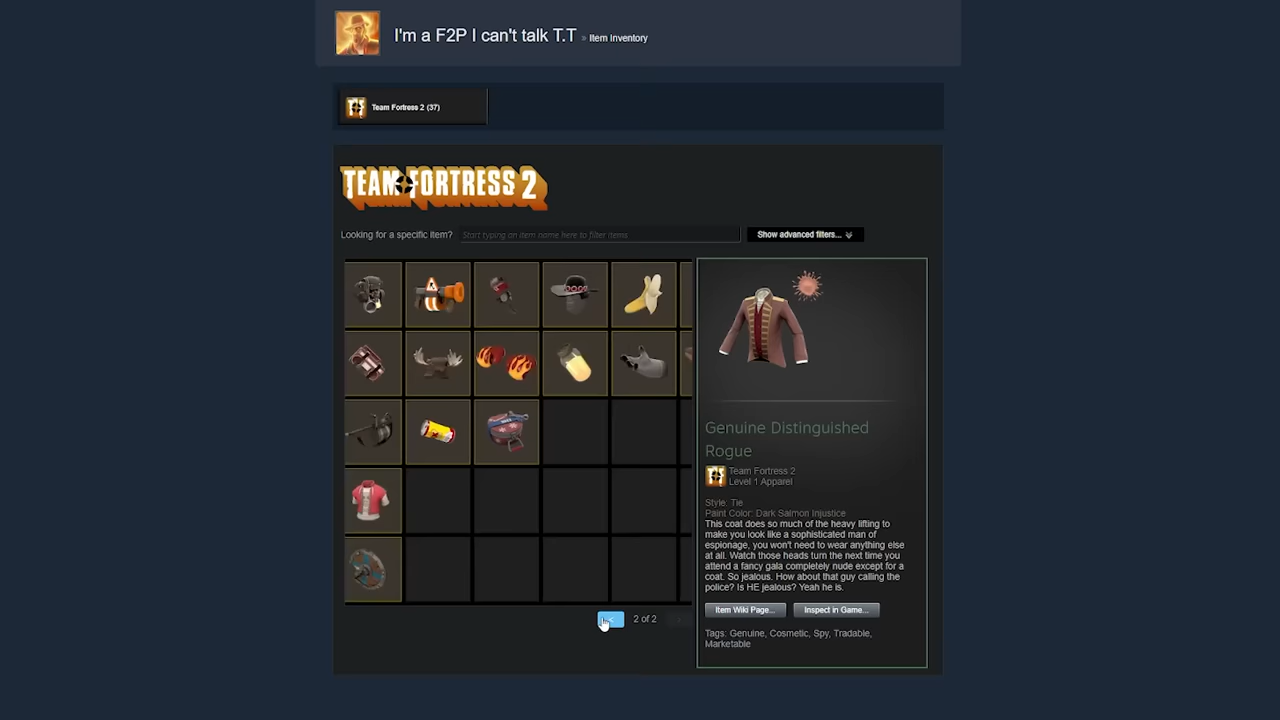 I'm a F2P I can't talk T.T » Item Inventory
Team Fortress 2 (37)
TEAM FORTRESS 2
Looking for a specific item? Start typing an item name here to filter items Show advanced filters...
Genuine Distinguished
Rogue
Team Fortress 2
Level 1 Apparel
Style: Tie
Paint Color: Dark Salmon Injustice
This coat does so much of the heavy lifting to
make you look like a sophisticated man of
espionage, you won't need to wear anything else
at all. Watch those heads turn the next time you
attend a fancy gala completely nude except for a
coat. So jealous. How about that guy calling the
police? Is HE jealous? Yeah he is.
Item Wiki Page... Inspect in Game...
2 of 2
Tags: Genuine, Cosmetic, Spy, Tradable,
Marketable